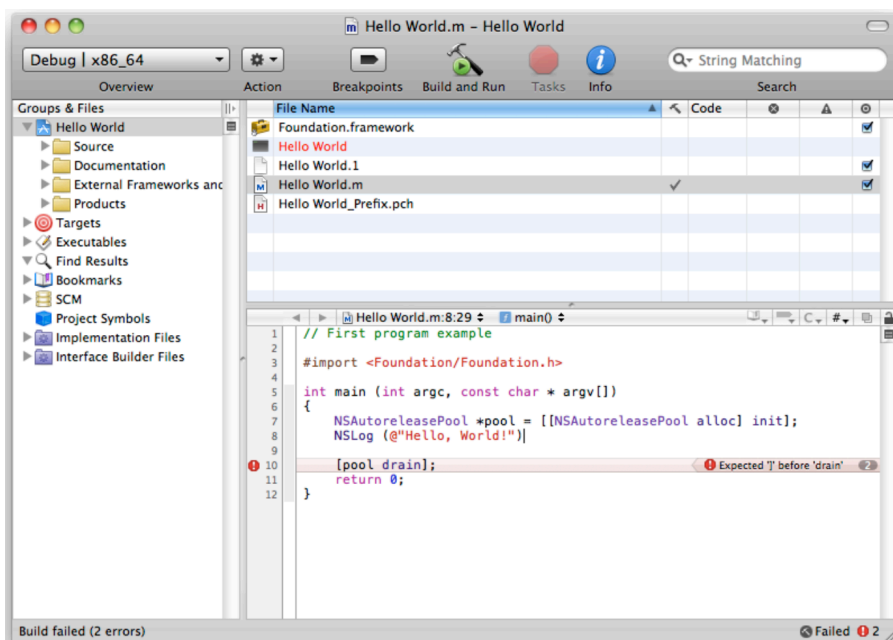 Hello World.m – Hello World
Debug | x86_64
String Matching
Overview
Action
Breakpoints
Build and Run
Tasks
Info
Search
Groups & Files
Hello World
Source
Documentation
External Frameworks and
Products
Targets
Executables
Find Results
Bookmarks
SCM
Project Symbols
Implementation Files
Interface Builder Files
File Name
Code
Foundation.framework
Hello World
Hello World.1
Hello World.m
Hello World_Prefix.pch
Hello World.m:8:29
main()
C
#
1 // First program example
2
3 #import <Foundation/Foundation.h>
4
5 int main (int argc, const char * argv[])
6 {
7 NSAutoreleasePool *pool = [[NSAutoreleasePool alloc] init];
8 NSLog (@"Hello, World!")
9
10 [pool drain]; Expected ']' before 'drain' 2
11 return 0;
12 }
Build failed (2 errors)
Failed 2